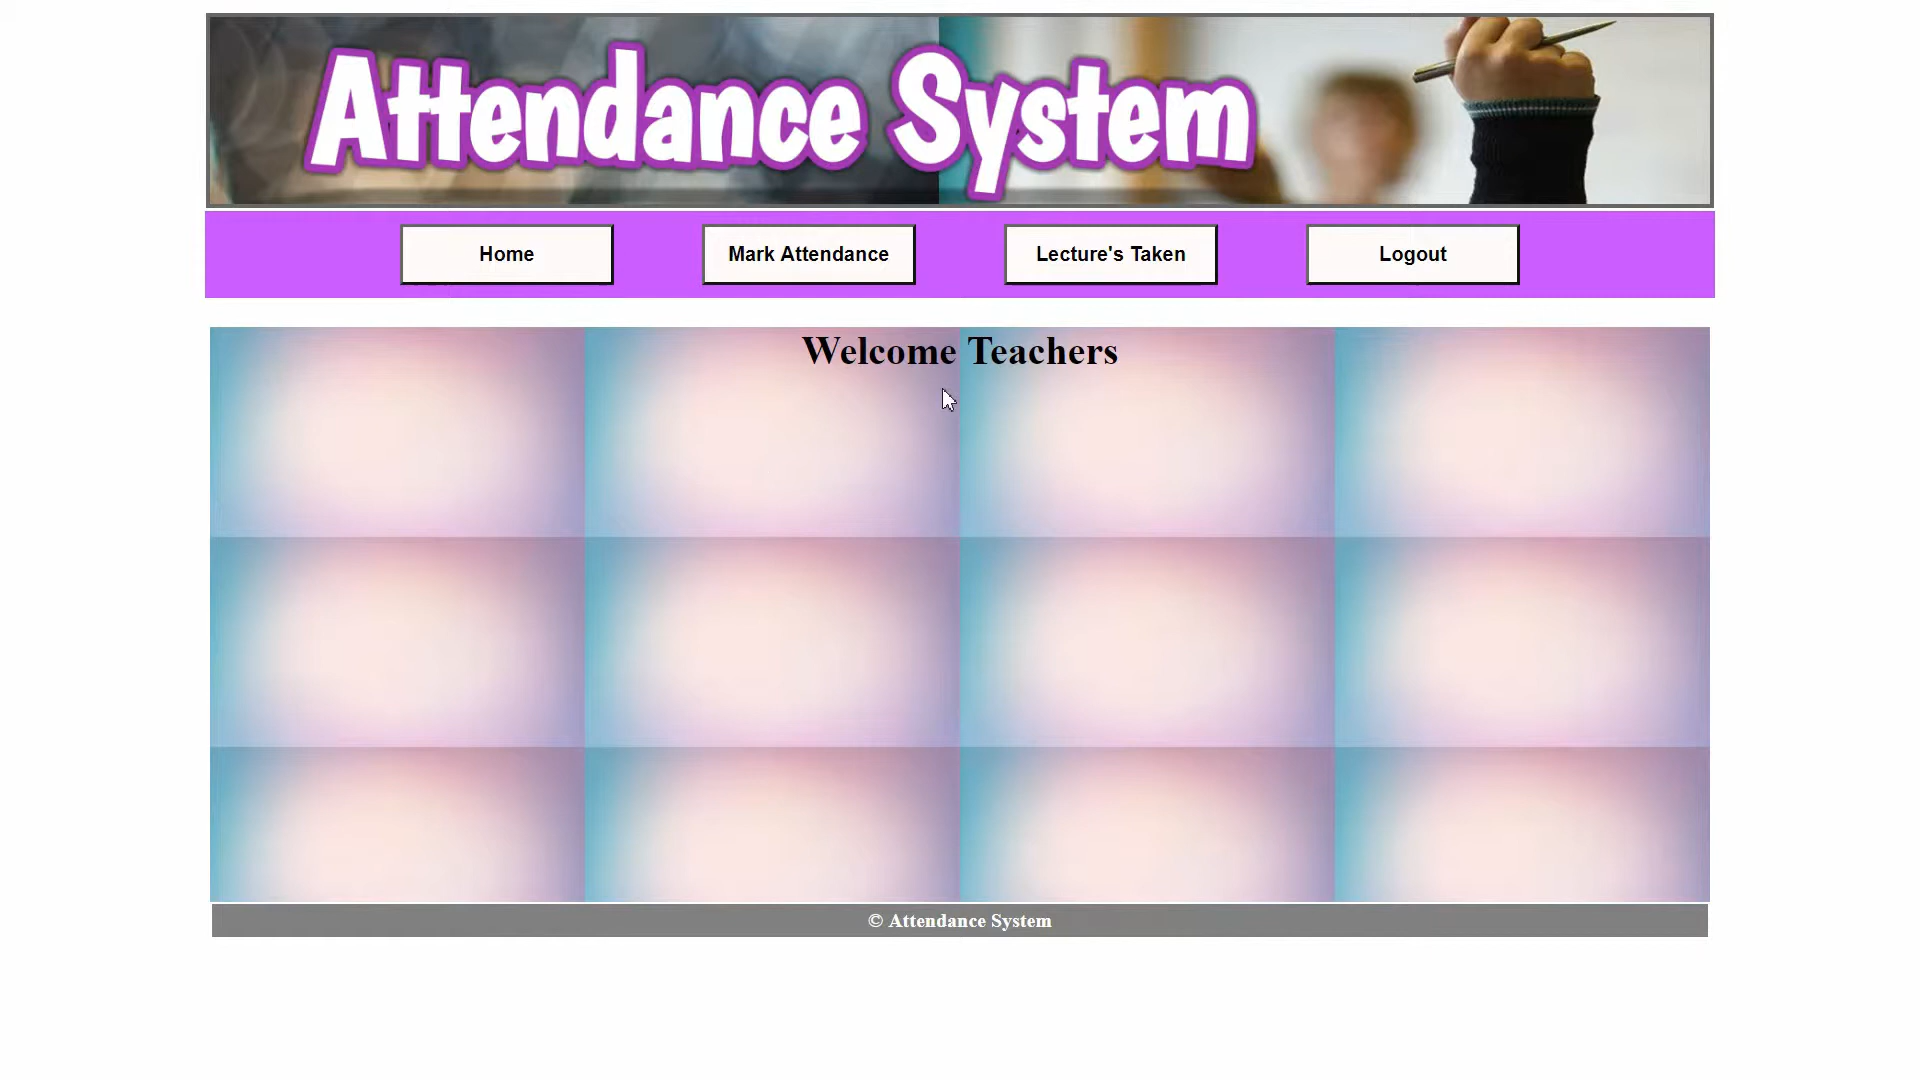 Attendance System
Home
Mark Attendance
Lecture's Taken
Logout
Welcome Teachers
© Attendance System